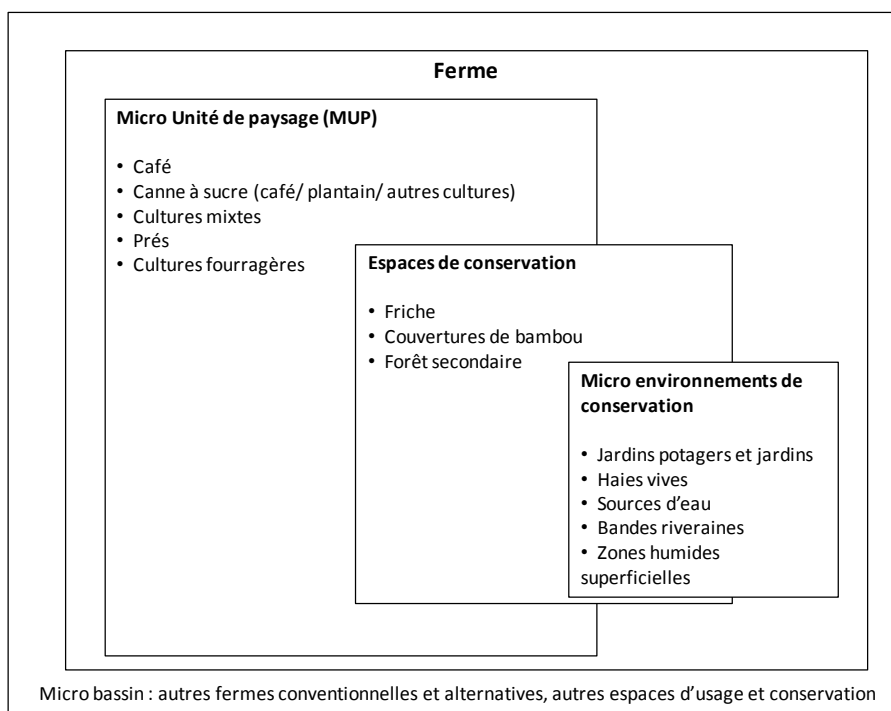 Ferme
Micro Unité de paysage (MUP)
• Café
• Canne à sucre (café/ plantain/ autres cultures)
• Cultures mixtes
• Prés
• Cultures fourragères
Espaces de conservation
• Friche
• Couvertures de bambou
• Forêt secondaire
Micro environnements de
conservation
• Jardins potagers et jardins
• Haies vives
• Sources d'eau
• Bandes riveraines
• Zones humides
superficielles
Micro bassin : autres fermes conventionnelles et alternatives, autres espaces d'usage et conservation